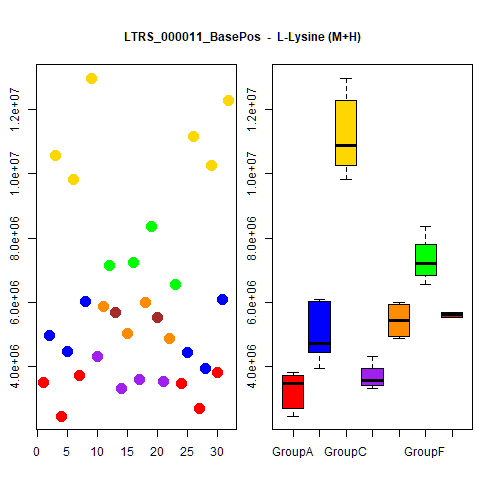 LTRS_000011_BasePos - L-Lysine (M+H)
1.2e+07
1.0e+07
8.0e+06
6.0e+06
4.0e+06
0 5 10 15 20 25 30
1.2e+07
1.0e+07
8.0e+06
6.0e+06
4.0e+06
GroupA GroupC GroupF